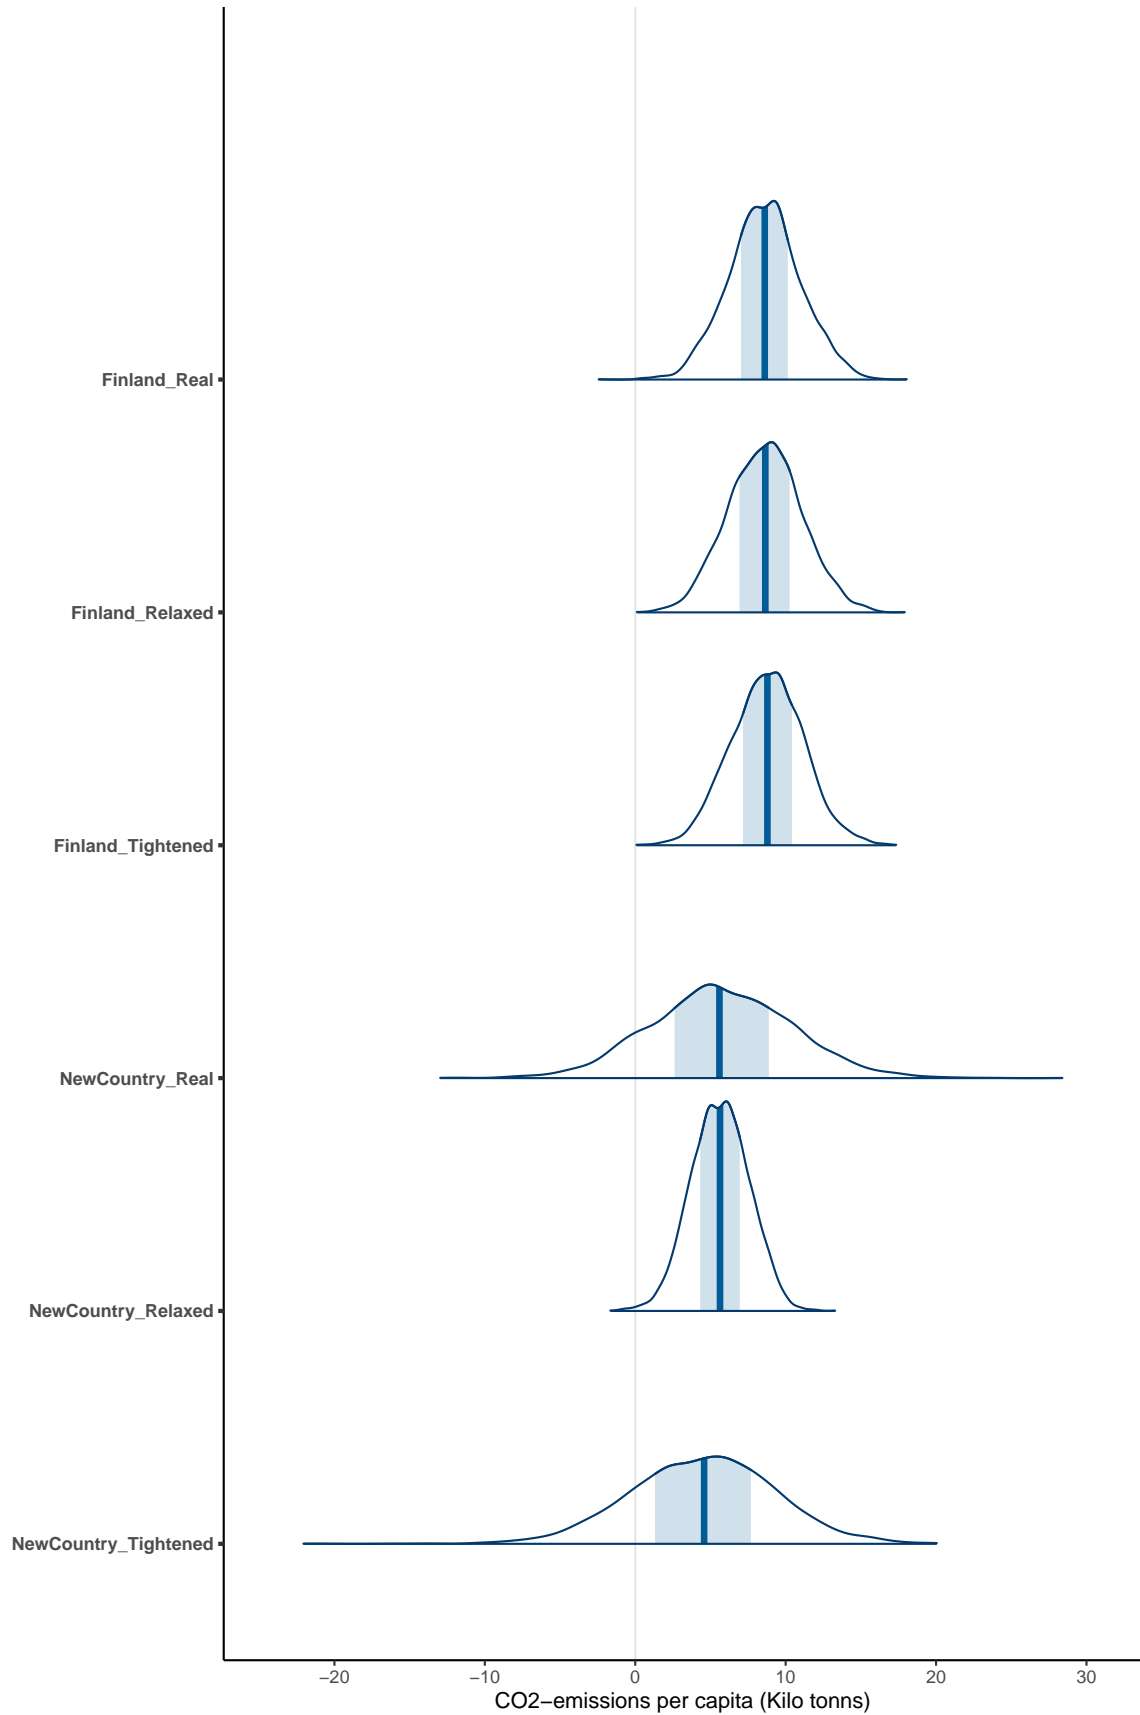 Finland_Real
Finland_Relaxed
Finland_Tightened
NewCountry_Real
NewCountry_Relaxed
NewCountry_Tightened
−20 −10 0 10 20 30
CO2−emissions per capita (Kilo tonns)